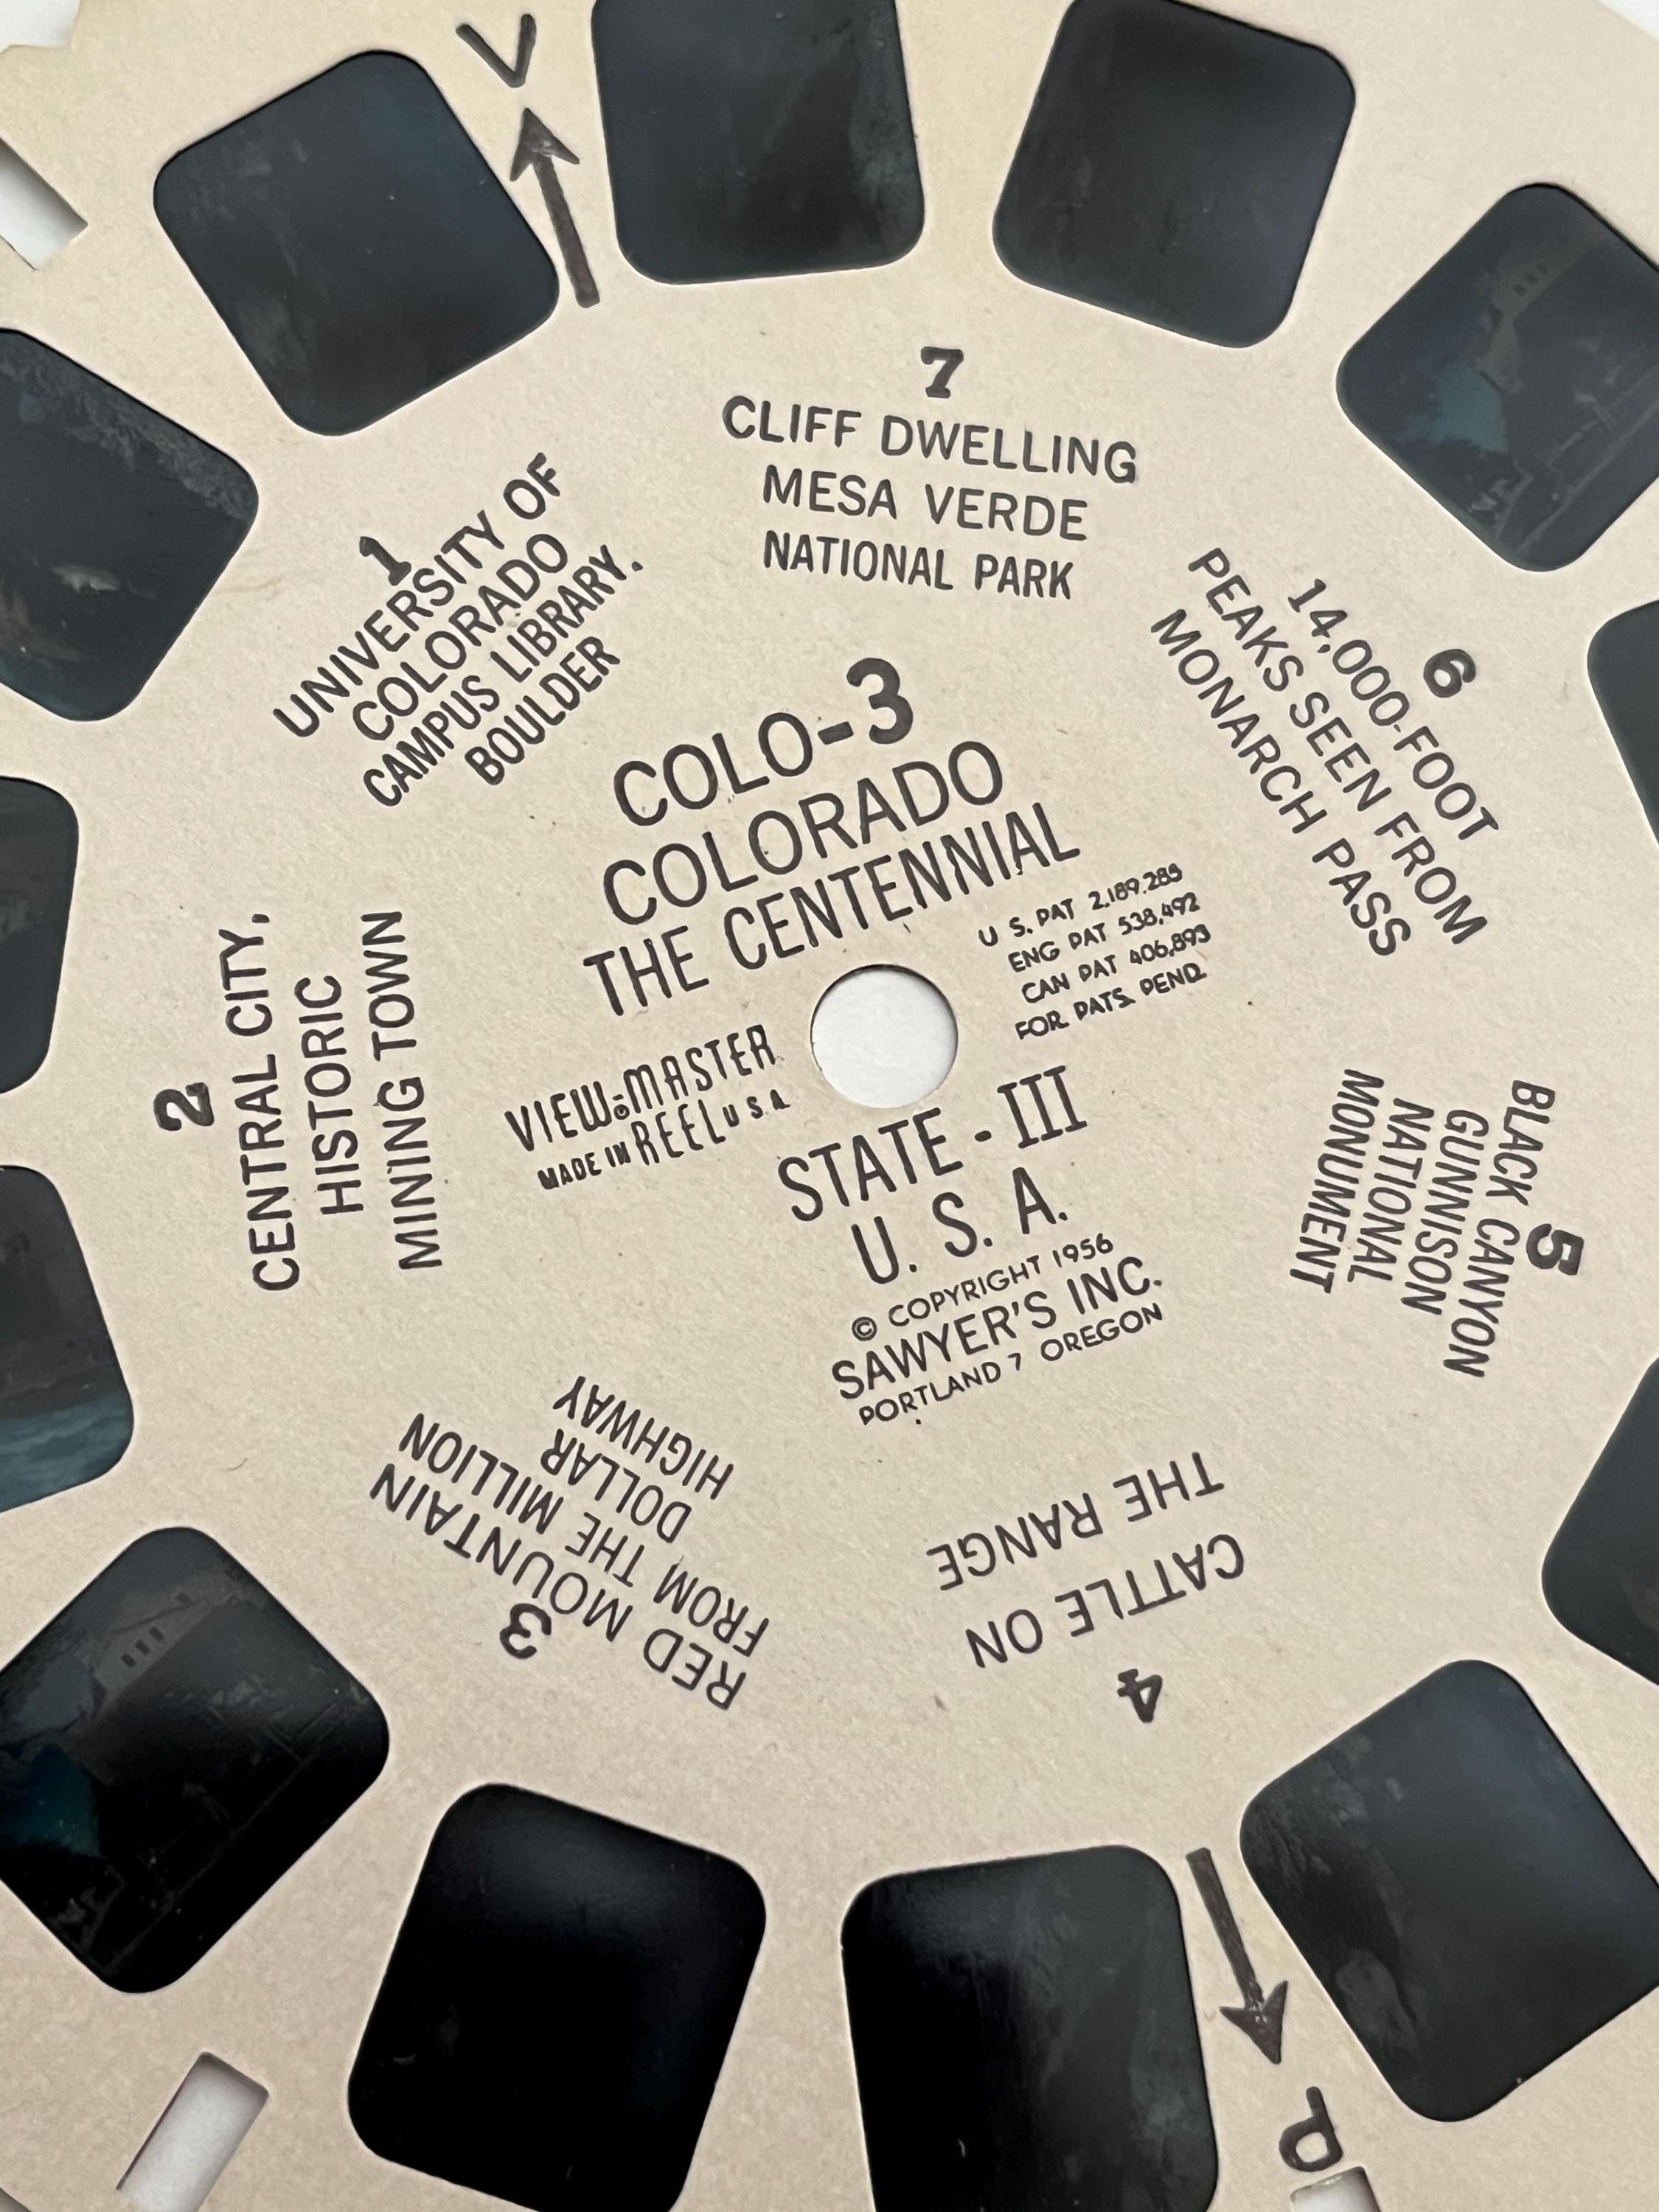 V
7
CLIFF DWELLING
MESA VERDE
NATIONAL PARK
1
UNIVERSITY OF
COLORADO
CAMPUS LIBRARY.
BOULDER
6
14,000-FOOT
PEAKS SEEN FROM
MONARCH PASS
COLO-3
COLORADO
THE CENTENNIAL
U S. PAT 2,189,285
ENG PAT 538,492
CAN PAT 406,893
FOR. PATS. PEND.
2
CENTRAL CITY,
HISTORIC
MINING TOWN
VIEW-MASTER
MADE IN REEL U S A
STATE - III
U. S. A.
© COPYRIGHT 1956
SAWYER'S INC.
PORTLAND 7 OREGON
5
BLACK CANYON
GUNNISON
NATIONAL
MONUMENT
3
RED MOUNTAIN
FROM THE MILLION
DOLLAR
HIGHWAY
4
CATTLE ON
THE RANGE